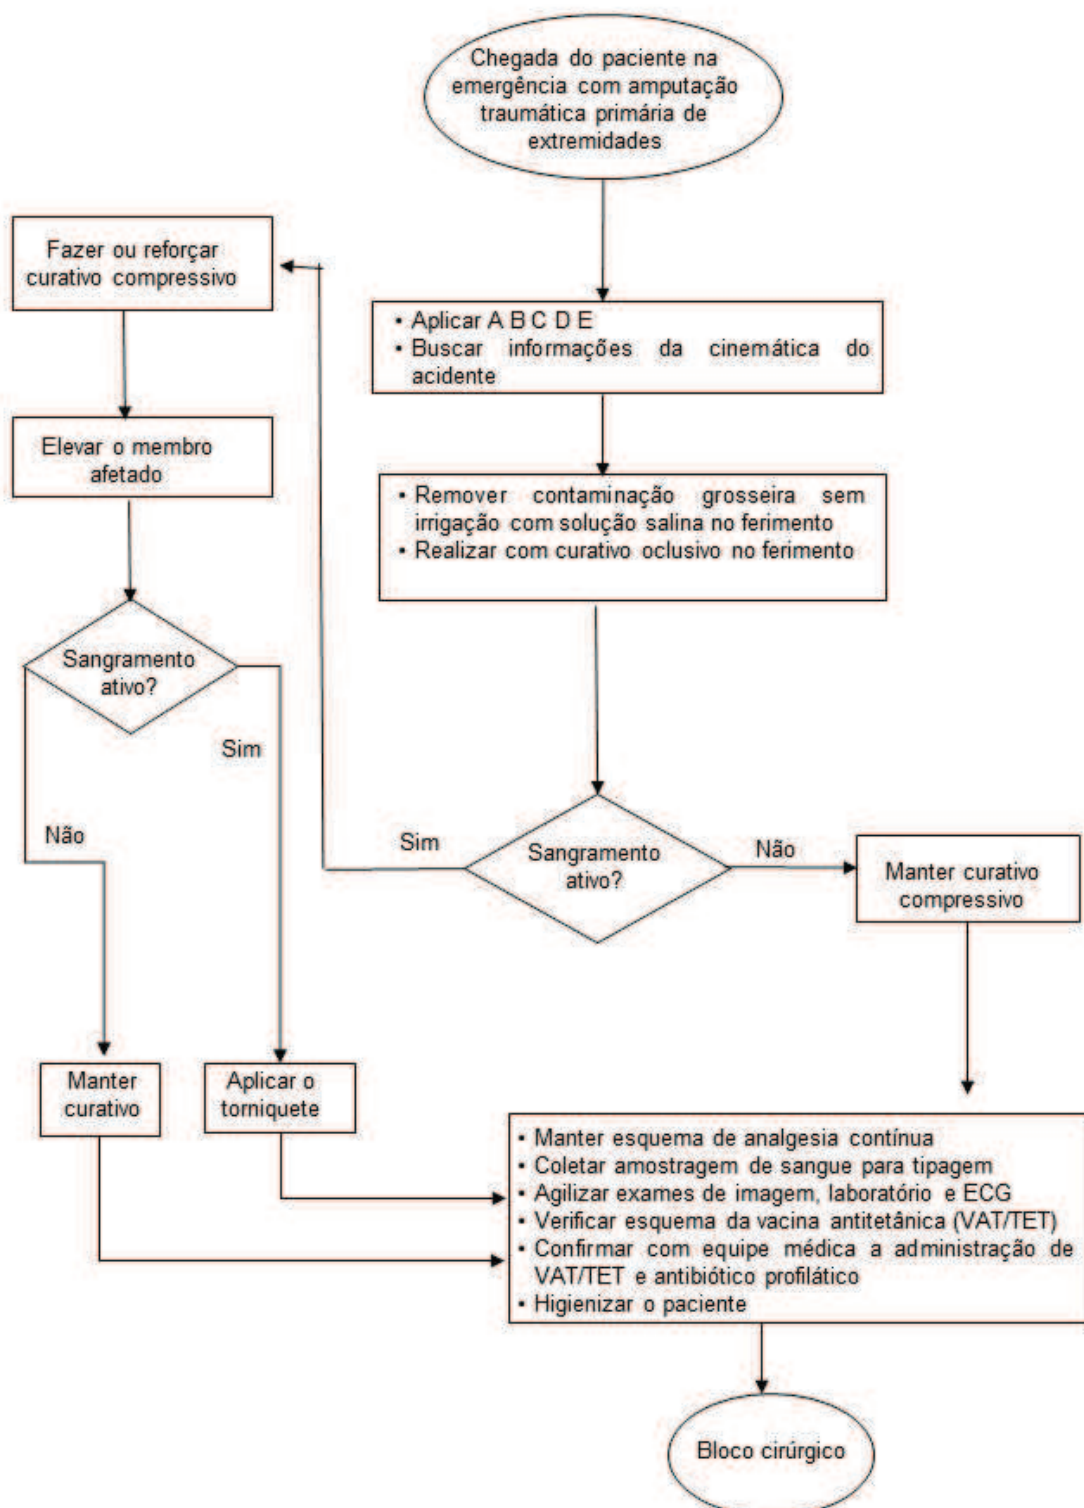 Chegada do paciente na
emergência com amputação
traumática primária de
extremidades
• Aplicar A B C D E
• Buscar informações da cinemática do
acidente
• Remover contaminação grosseira sem
irrigação com solução salina no ferimento
• Realizar com curativo oclusivo no ferimento
Sangramento
ativo?
Sim
Não
Fazer ou reforçar
curativo compressivo
Elevar o membro
afetado
Sangramento
ativo?
Sim
Não
Manter
curativo
Aplicar o
torniquete
Manter curativo
compressivo
• Manter esquema de analgesia contínua
• Coletar amostragem de sangue para tipagem
• Agilizar exames de imagem, laboratório e ECG
• Verificar esquema da vacina antitetânica (VAT/TET)
• Confirmar com equipe médica a administração de
VAT/TET e antibiótico profilático
• Higienizar o paciente
Bloco cirúrgico